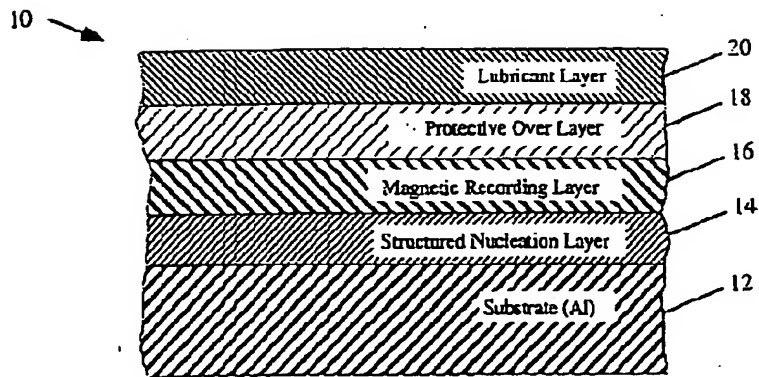 10
20
Lubricant Layer
18
Protective Over Layer
16
Magnetic Recording Layer
14
Structured Nucleation Layer
12
Substrate (Al)